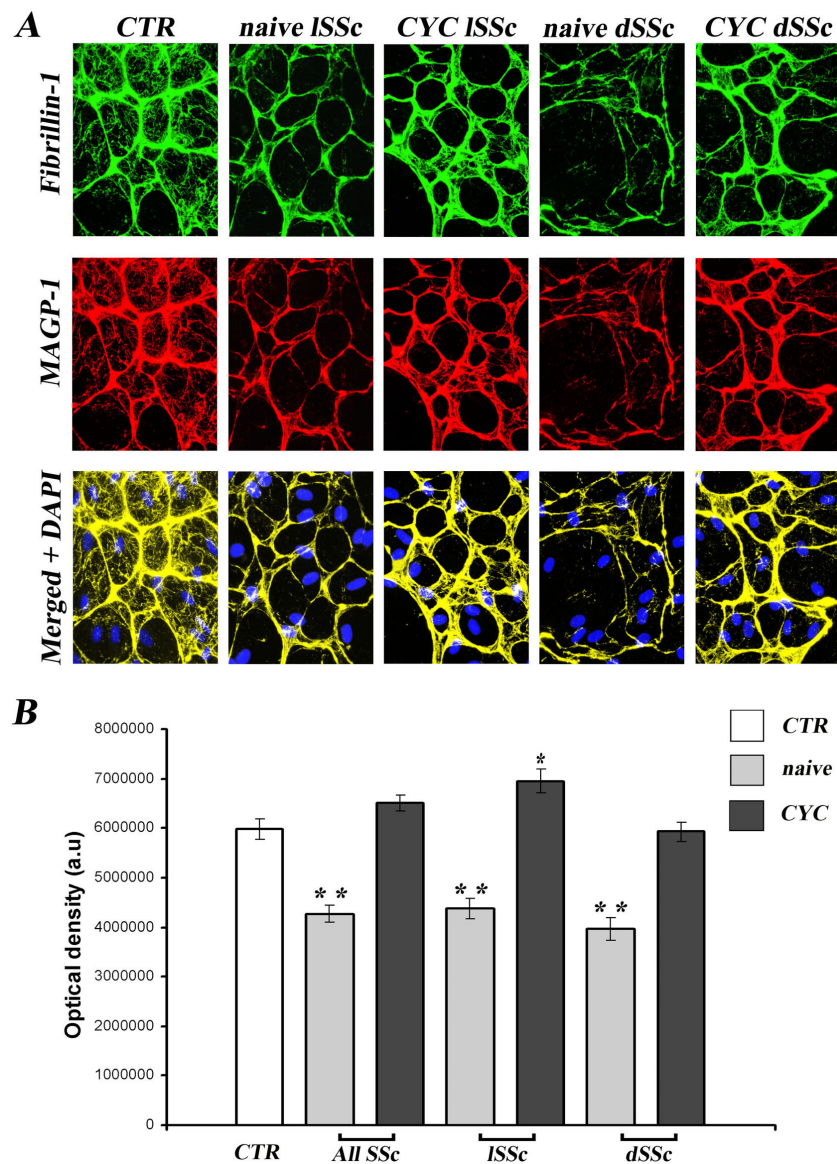 A
CTR naive lSSc CYC lSSc naive dSSc CYC dSSc
Fibrillin-1
MAGP-1
Merged + DAPI
B
8000000
7000000
6000000
5000000
4000000
3000000
2000000
1000000
0
Optical density (a.u)
* *
* *
*
* *
CTR
naive
CYC
CTR All SSc lSSc dSSc